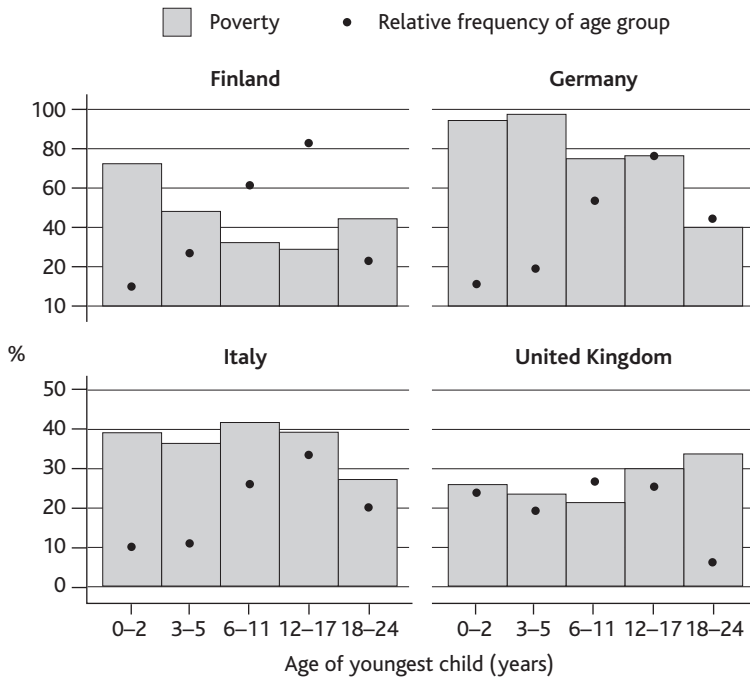 Poverty Relative frequency of age group
Finland Germany
100
80
60
40
20
10
%
Italy United Kingdom
50
40
30
20
10
0
0–2 3–5 6–11 12–17 18–24 0–2 3–5 6–11 12–17 18–24
Age of youngest child (years)